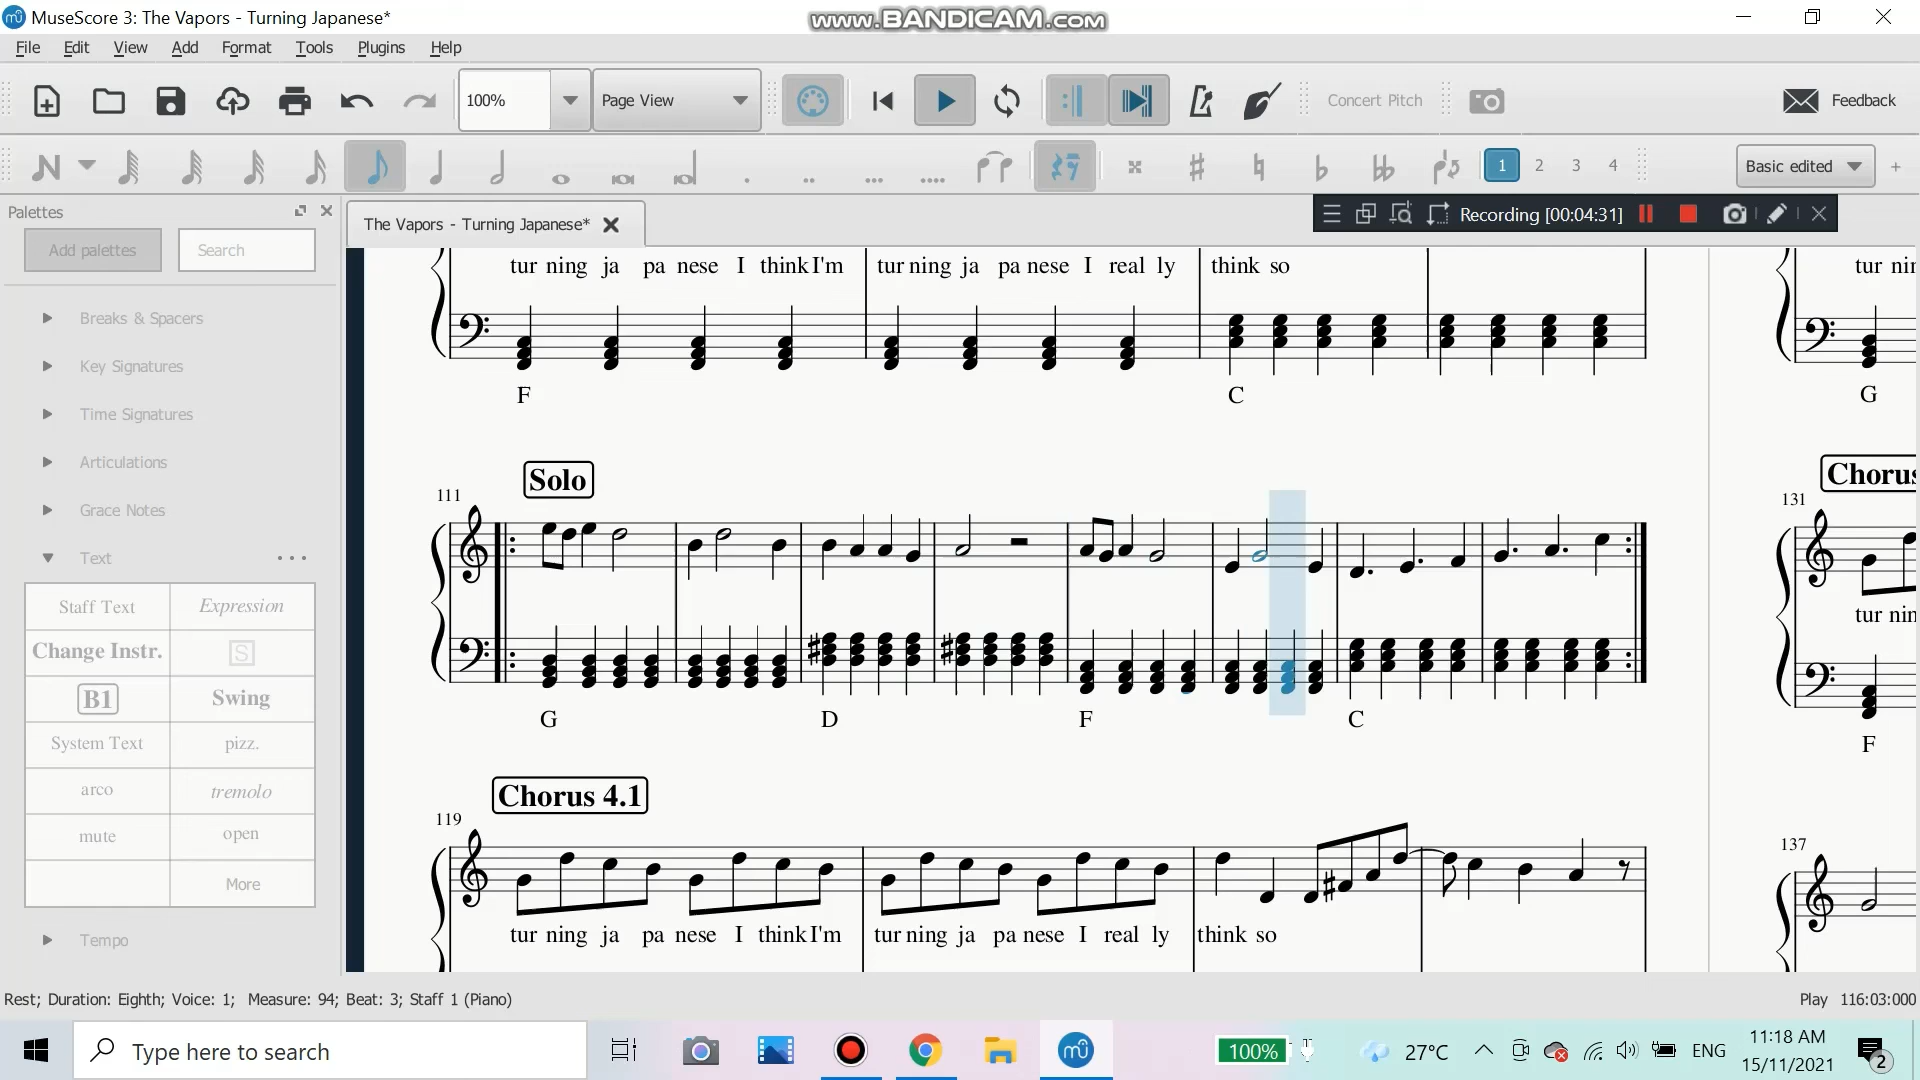 MuseScore 3: The Vapors - Turning Japanese*
www.BANDICAM.com
File Edit View Add Format Tools Plugins Help
100%
Page View
Concert Pitch
Feedback
1 2 3 4
Basic edited
+
Palettes
The Vapors - Turning Japanese*
Recording [00:04:31]
Add palettes
Search
Breaks & Spacers
Key Signatures
Time Signatures
Articulations
Grace Notes
Text
...
Staff Text
Expression
Change Instr.
S
B1
Swing
System Text
pizz.
arco
tremolo
mute
open
More
Tempo
tur ning ja pa nese I think I'm tur ning ja pa nese I real ly think so
tur nin
F C
G
Solo
111
G D F C
Chorus 4.1
119
tur ning ja pa nese I think I'm tur ning ja pa nese I real ly think so
Chorus
131
tur nin
F
137
Rest; Duration: Eighth; Voice: 1; Measure: 94; Beat: 3; Staff 1 (Piano)
Play 116:03:000
Type here to search
100%
27°C
ENG
11:18 AM
15/11/2021
2